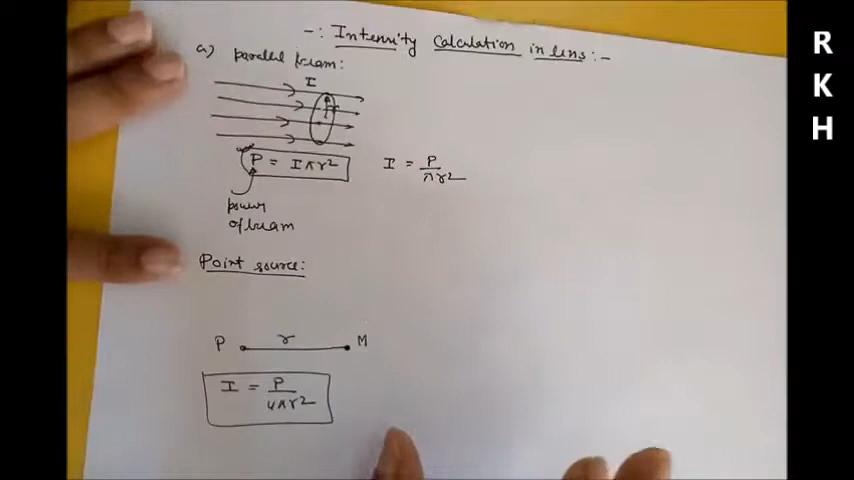 -: Intensity Calculation in lens:-
a) parallel beam:
I
r
P = Iπr²
I = P/πr²
power
of beam
Point source:
P r M
I = P/4πr²
R
K
H